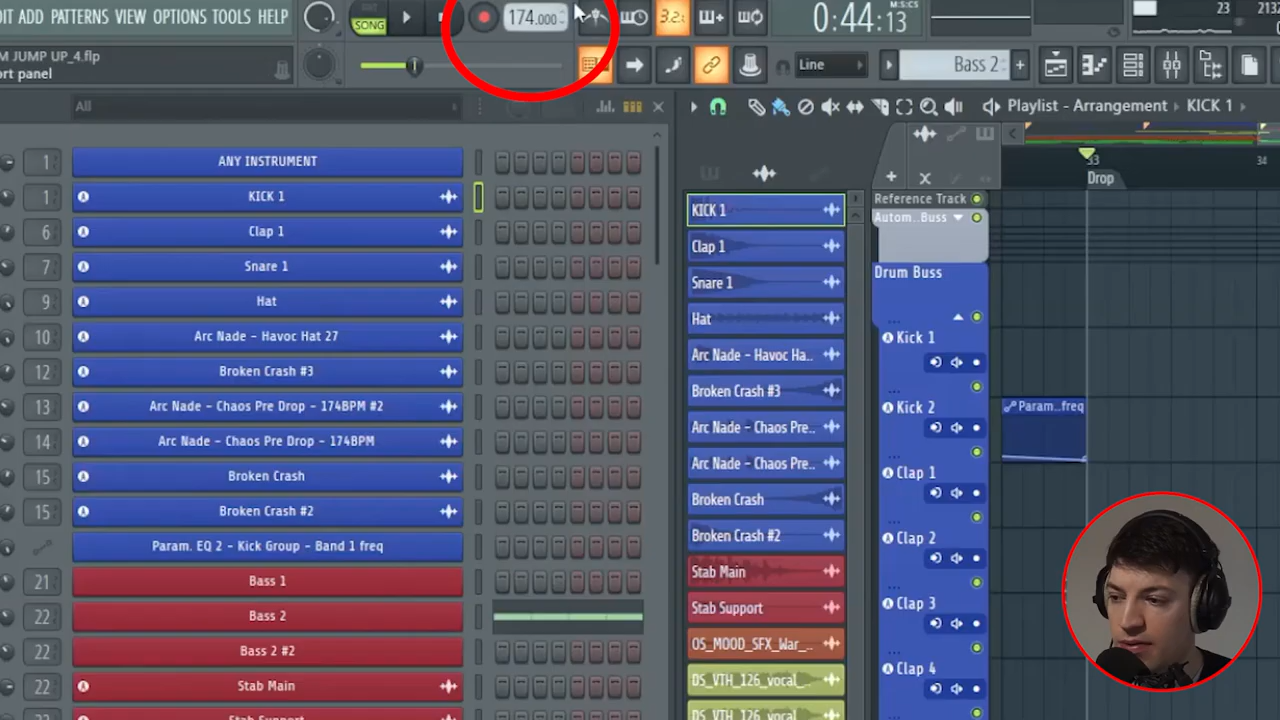 DIT ADD PATTERNS VIEW OPTIONS TOOLS HELP
SONG
174.000
3.2
0:44:13
M:S:CS
23
M JUMP UP_4.flp
ort panel
Line
Bass 2
All
Playlist - Arrangement
KICK 1
33
34
Drop
1
ANY INSTRUMENT
1
KICK 1
6
Clap 1
7
Snare 1
9
Hat
10
Arc Nade - Havoc Hat 27
12
Broken Crash #3
13
Arc Nade - Chaos Pre Drop - 174BPM #2
14
Arc Nade - Chaos Pre Drop - 174BPM
15
Broken Crash
15
Broken Crash #2
Param. EQ 2 - Kick Group - Band 1 freq
21
Bass 1
22
Bass 2
22
Bass 2 #2
22
Stab Main
KICK 1
Clap 1
Snare 1
Hat
Arc Nade - Havoc Ha..
Broken Crash #3
Arc Nade - Chaos Pre..
Arc Nade - Chaos Pre..
Broken Crash
Broken Crash #2
Stab Main
Stab Support
OS_MOOD_SFX_War_..
DS_VTH_126_vocal_
Reference Track
Autom..Buss
Drum Buss
Kick 1
Kick 2
Clap 1
Clap 2
Clap 3
Clap 4
Param...freq